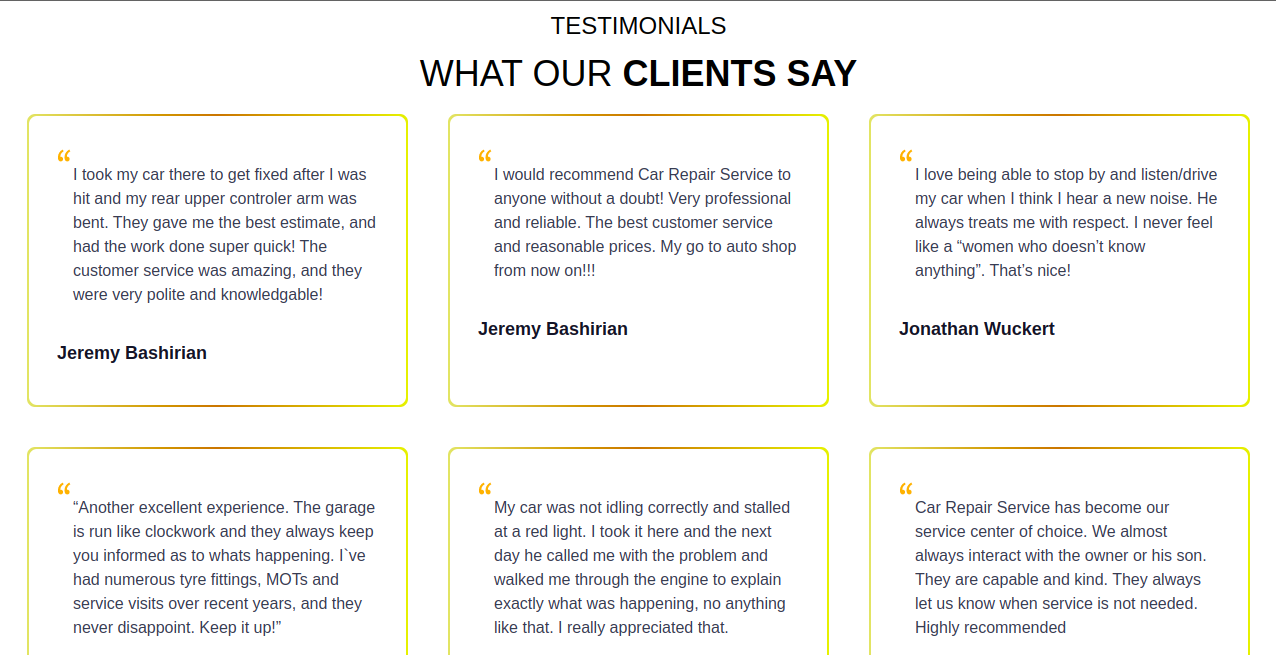 TESTIMONIALS
WHAT OUR CLIENTS SAY
“
I took my car there to get fixed after I was
hit and my rear upper controler arm was
bent. They gave me the best estimate, and
had the work done super quick! The
customer service was amazing, and they
were very polite and knowledgable!
Jeremy Bashirian
“
I would recommend Car Repair Service to
anyone without a doubt! Very professional
and reliable. The best customer service
and reasonable prices. My go to auto shop
from now on!!!
Jeremy Bashirian
“
I love being able to stop by and listen/drive
my car when I think I hear a new noise. He
always treats me with respect. I never feel
like a “women who doesn’t know
anything”. That’s nice!
Jonathan Wuckert
“
“Another excellent experience. The garage
is run like clockwork and they always keep
you informed as to whats happening. I`ve
had numerous tyre fittings, MOTs and
service visits over recent years, and they
never disappoint. Keep it up!”
“
My car was not idling correctly and stalled
at a red light. I took it here and the next
day he called me with the problem and
walked me through the engine to explain
exactly what was happening, no anything
like that. I really appreciated that.
“
Car Repair Service has become our
service center of choice. We almost
always interact with the owner or his son.
They are capable and kind. They always
let us know when service is not needed.
Highly recommended